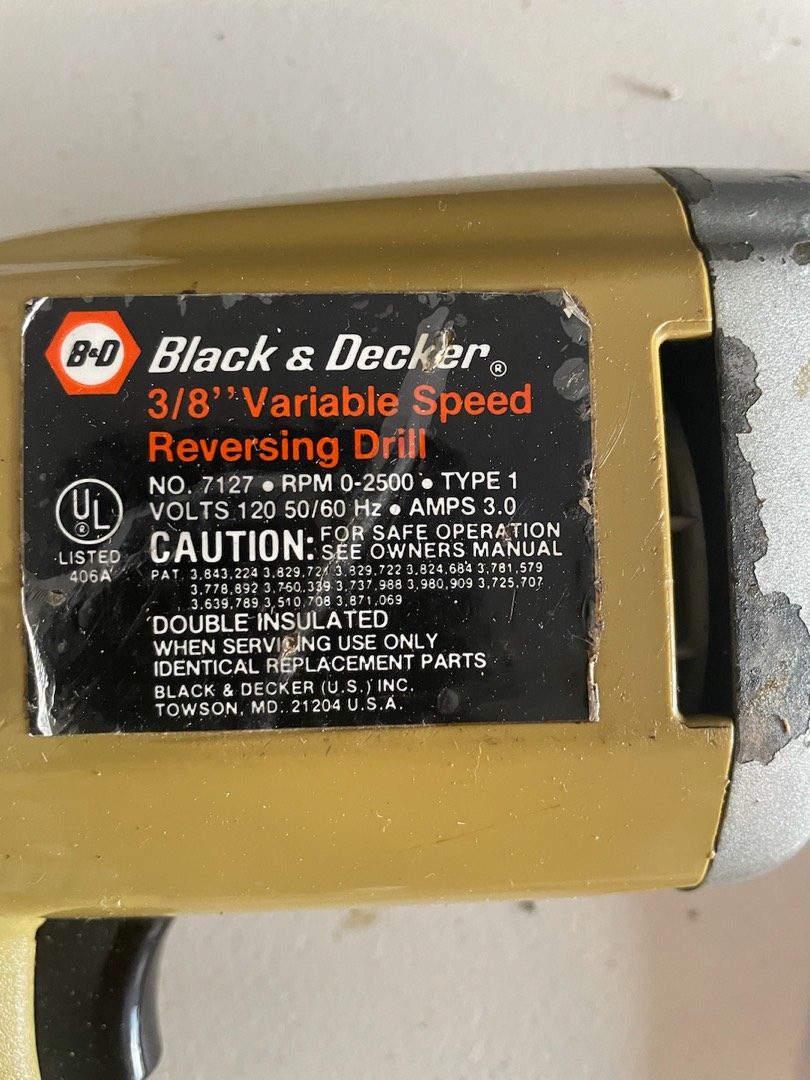 B&D Black & Decker®
3/8'' Variable Speed
Reversing Drill
NO. 7127 • RPM 0-2500 • TYPE 1
VOLTS 120 50/60 Hz • AMPS 3.0
UL ®
LISTED
406A
CAUTION: FOR SAFE OPERATION
SEE OWNERS MANUAL
PAT. 3,843,224 3,829,721 3,829,722 3,824,684 3,781,579
3,778,892 3,760,339 3,737,988 3,980,909 3,725,707
3,639,789 3,510,708 3,871,069
DOUBLE INSULATED
WHEN SERVICING USE ONLY
IDENTICAL REPLACEMENT PARTS
BLACK & DECKER (U.S.) INC.
TOWSON, MD. 21204 U.S.A.